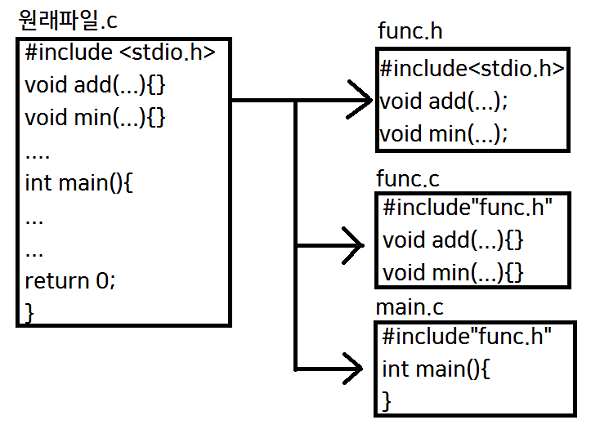 원래파일.c
#include <stdio.h>
void add(...){}
void min(...){}
....
int main(){
...
...
return 0;
}
func.h
#include<stdio.h>
void add(...);
void min(...);
func.c
#include"func.h"
void add(...){}
void min(...){}
main.c
#include"func.h"
int main(){
}